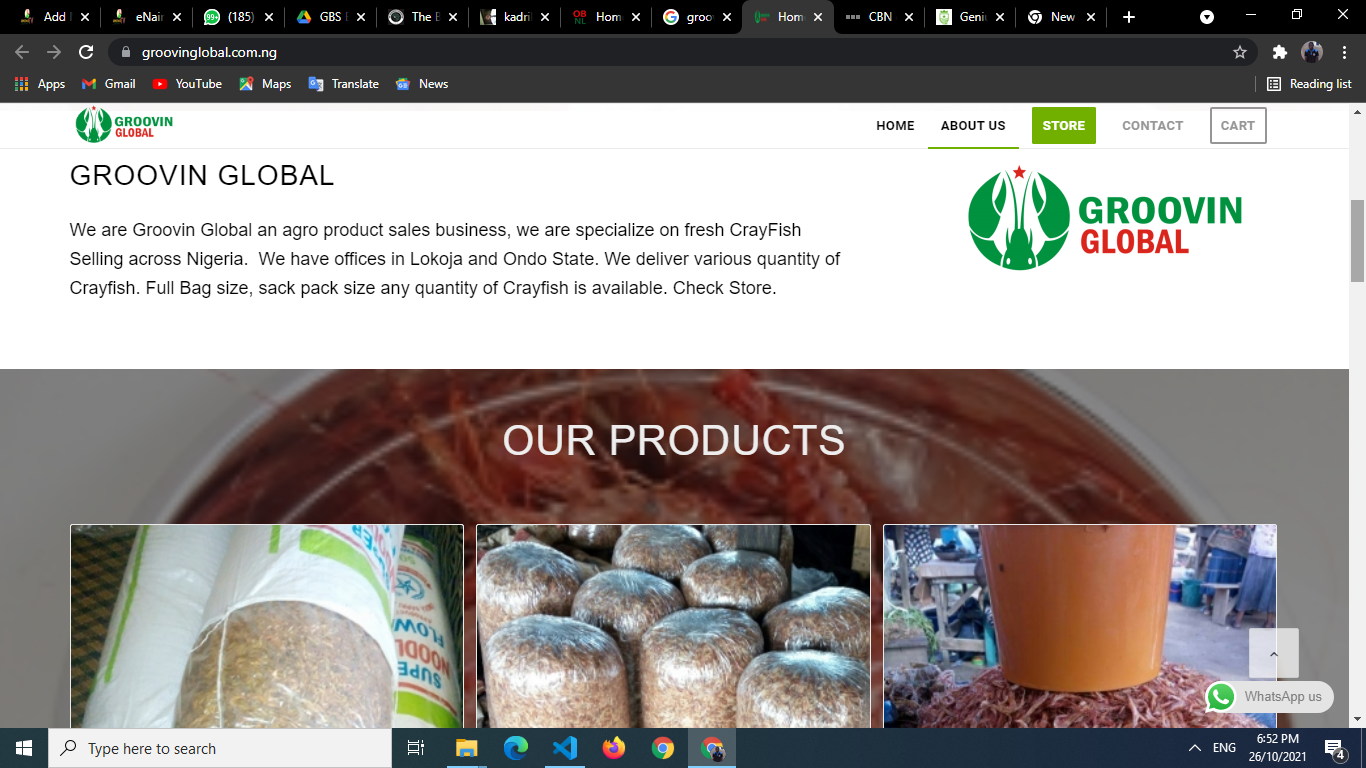 Add
eNair
99+
(185)
GBS
The B
kadri
Hom
groov
Hom
CBN
Geni
New
groovinglobal.com.ng
Apps
Gmail
YouTube
Maps
Translate
News
Reading list
GROOVIN
GLOBAL
HOME
ABOUT US
STORE
CONTACT
CART
GROOVIN GLOBAL
We are Groovin Global an agro product sales business, we are specialize on fresh CrayFish
Selling across Nigeria.  We have offices in Lokoja and Ondo State. We deliver various quantity of
Crayfish. Full Bag size, sack pack size any quantity of Crayfish is available. Check Store.
GROOVIN
GLOBAL
OUR PRODUCTS
WhatsApp us
Type here to search
ENG
6:52 PM
26/10/2021
4